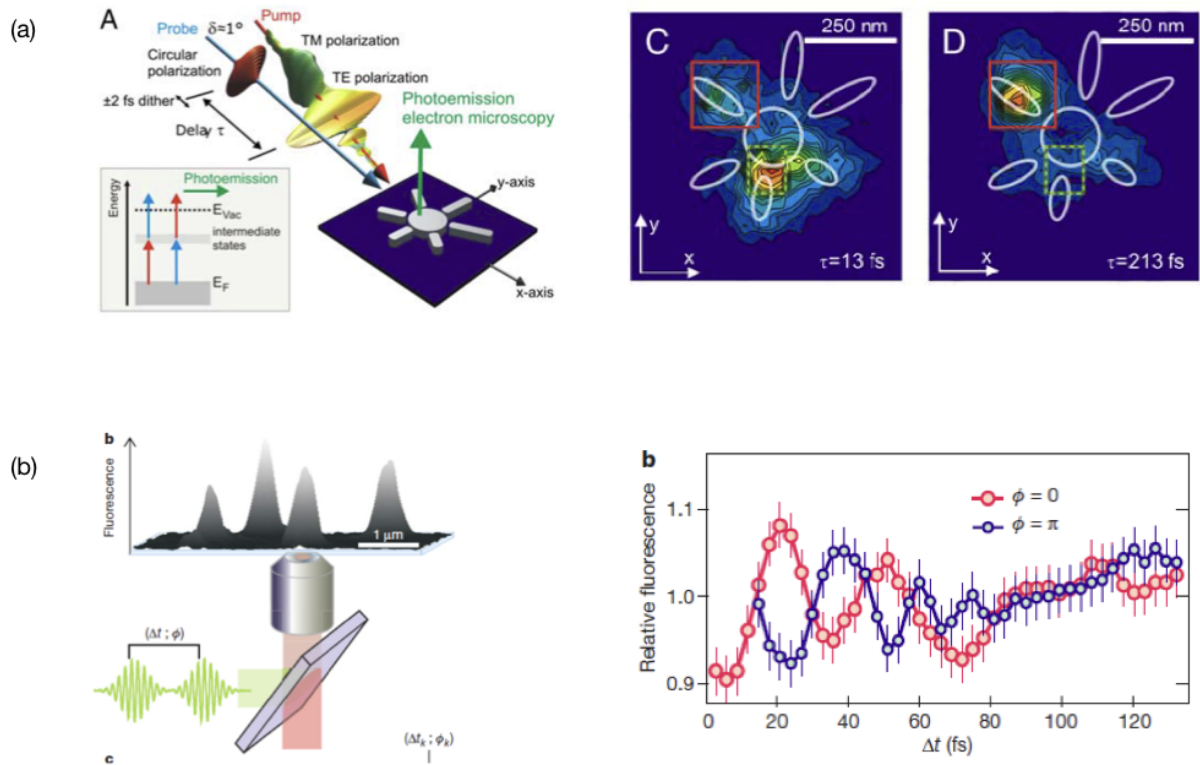 (a)
A
Probe δ≈1° Pump
Circular polarization
TM polarization
TE polarization
±2 fs dither
Delay τ
Photoemission
electron microscopy
y-axis
x-axis
Energy
Photoemission
E_Vac
intermediate
states
E_F
C
250 nm
y
x
τ=13 fs
D
250 nm
y
x
τ=213 fs
(b)
b
Fluorescence
1 μm
(Δt ; ϕ)
(Δt_k ; ϕ_k)
c
b
Relative fluorescence
1.1
1.0
0.9
ϕ = 0
ϕ = π
0 20 40 60 80 100 120
Δt (fs)